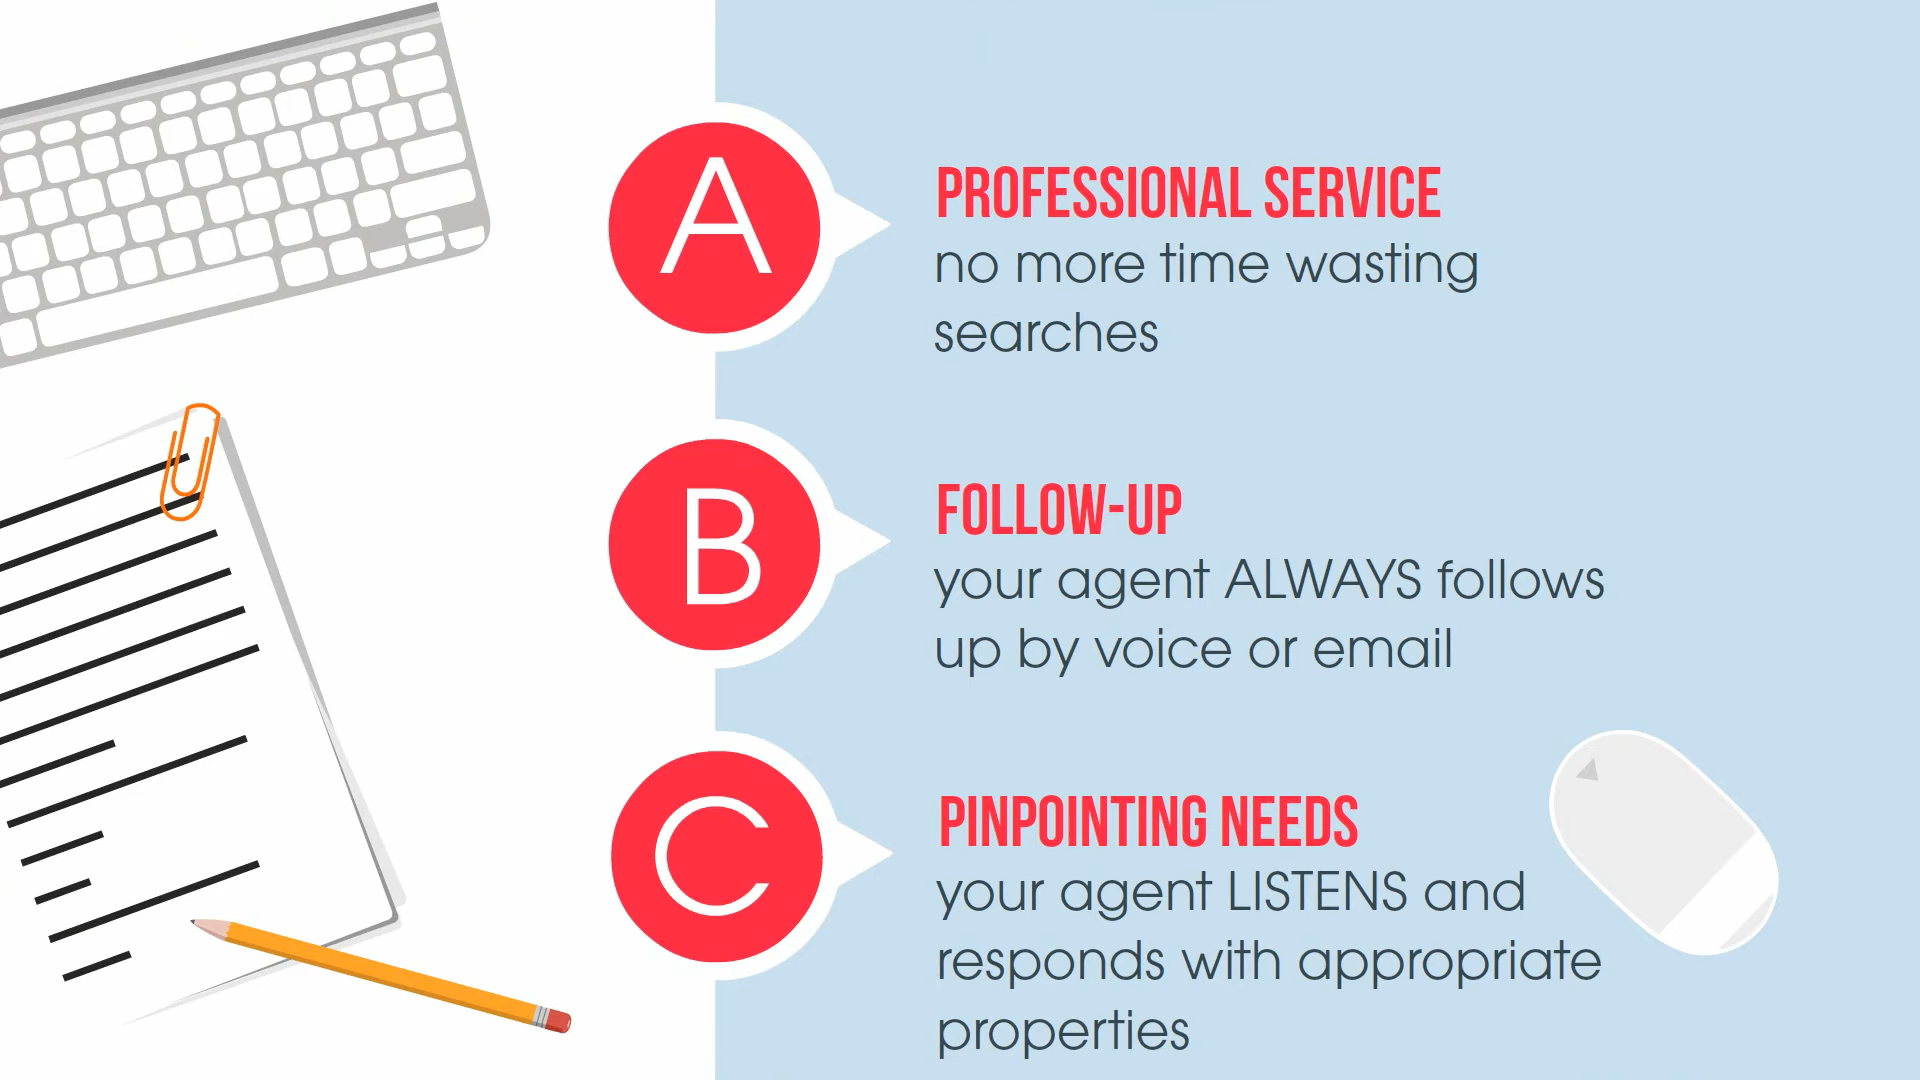 A
PROFESSIONAL SERVICE
no more time wasting
searches
B
FOLLOW-UP
your agent ALWAYS follows
up by voice or email
C
PINPOINTING NEEDS
your agent LISTENS and
responds with appropriate
properties